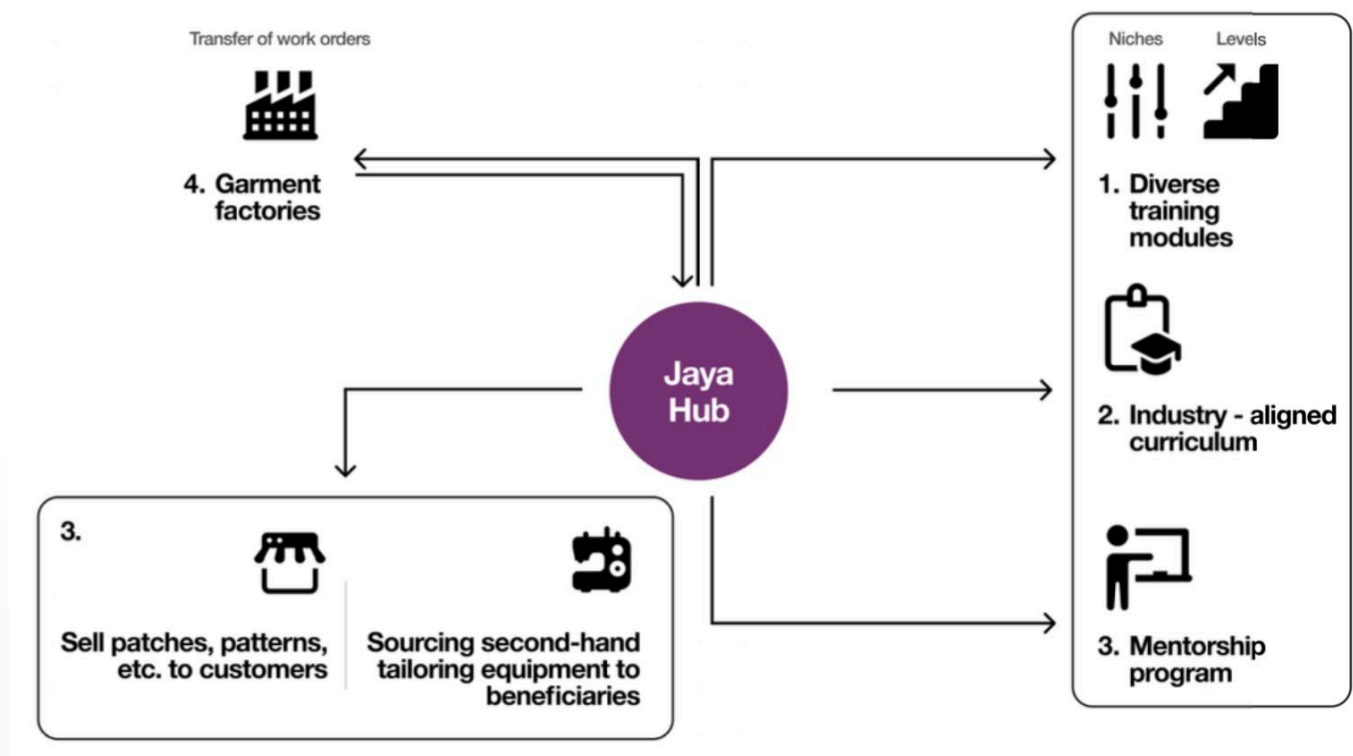 Transfer of work orders
4. Garment
factories
Niches
Levels
1. Diverse
training
modules
Jaya
Hub
2. Industry - aligned
curriculum
3.
Sell patches, patterns,
etc. to customers
Sourcing second-hand
tailoring equipment to
beneficiaries
3. Mentorship
program